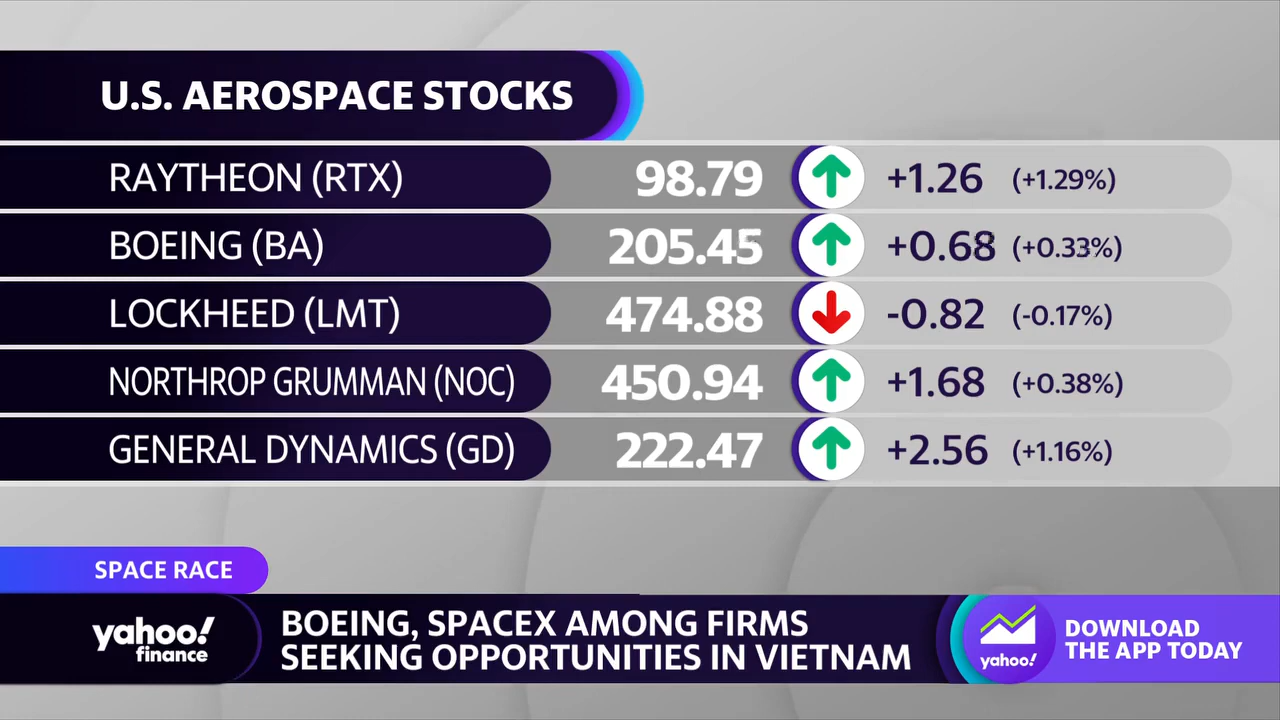 U.S. AEROSPACE STOCKS
RAYTHEON (RTX) 98.79 +1.26 (+1.29%)
BOEING (BA) 205.45 +0.68 (+0.33%)
LOCKHEED (LMT) 474.88 -0.82 (-0.17%)
NORTHROP GRUMMAN (NOC) 450.94 +1.68 (+0.38%)
GENERAL DYNAMICS (GD) 222.47 +2.56 (+1.16%)
SPACE RACE
yahoo!
finance
BOEING, SPACEX AMONG FIRMS
SEEKING OPPORTUNITIES IN VIETNAM
yahoo!
DOWNLOAD
THE APP TODAY